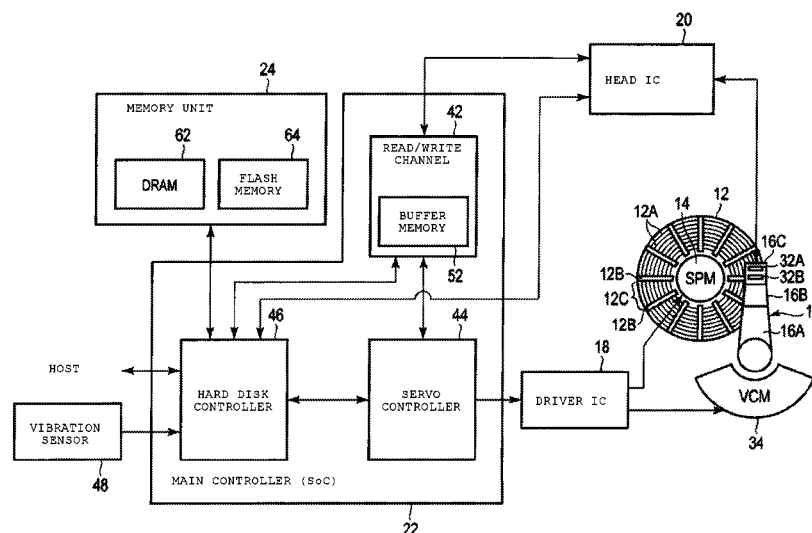 20
HEAD IC
24
MEMORY UNIT
62
DRAM
64
FLASH
MEMORY
42
READ/WRITE
CHANNEL
BUFFER
MEMORY
52
14
12
12A
16C
32A
32B
12B
SPM
16B
12C
12B
16A
46
44
HOST
HARD DISK
CONTROLLER
SERVO
CONTROLLER
18
DRIVER IC
VCM
34
VIBRATION
SENSOR
48
MAIN CONTROLLER (SoC)
22